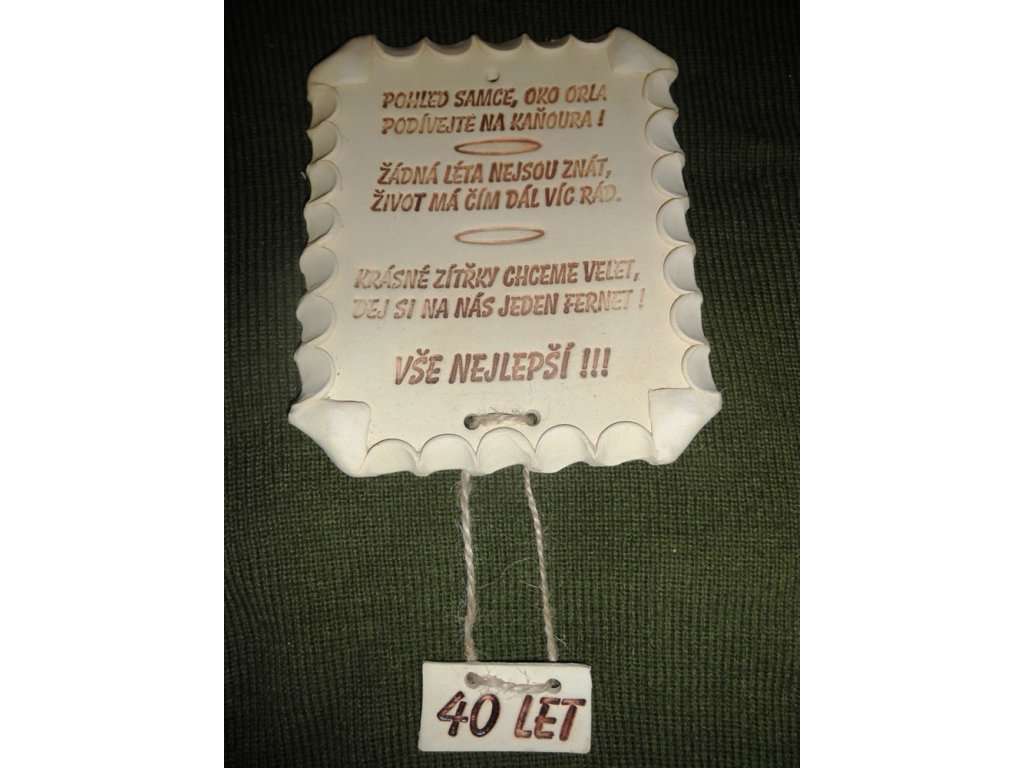 POHLED SAMCE, OKO ORLA
PODÍVEJTE NA KAŇOURA !
ŽÁDNÁ LÉTA NEJSOU ZNÁT,
ŽIVOT MÁ ČÍM DÁL VÍC RÁD.
KRÁSNÉ ZÍTŘKY CHCEME VELET,
DEJ SI NA NÁS JEDEN FERNET !
VŠE NEJLEPŠÍ !!!
40 LET